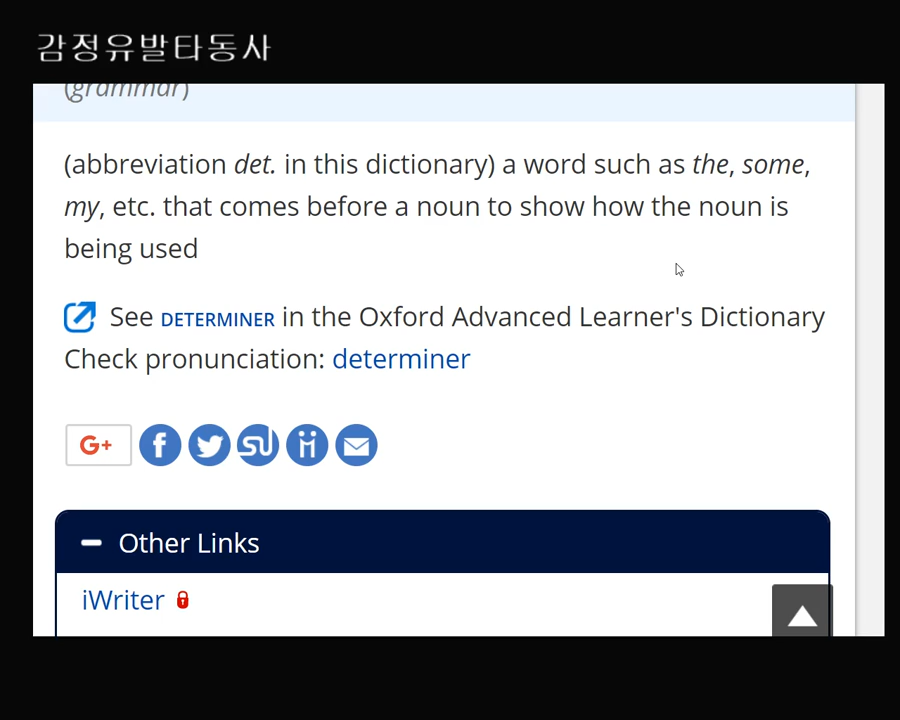 감정유발타동사
(grammar)
(abbreviation det. in this dictionary) a word such as the, some,
my, etc. that comes before a noun to show how the noun is
being used
See DETERMINER in the Oxford Advanced Learner's Dictionary
Check pronunciation: determiner
G+
Other Links
iWriter